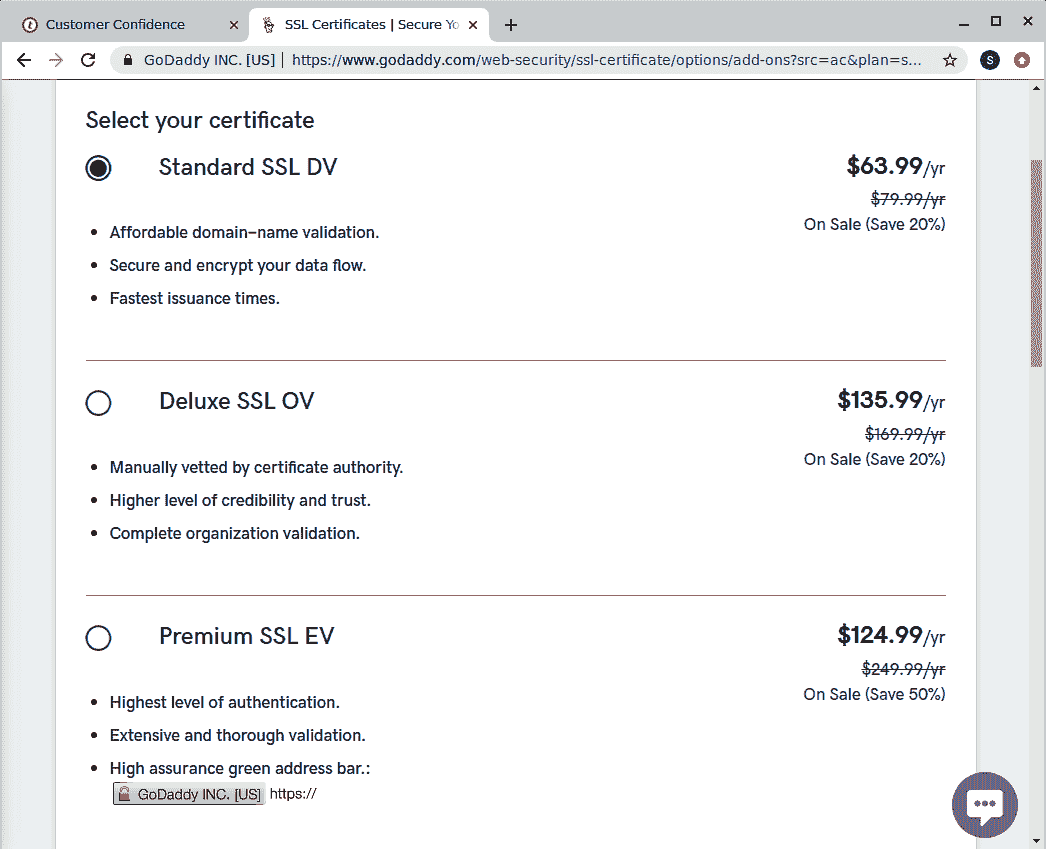 Customer Confidence
SSL Certificates | Secure Yo
GoDaddy INC. [US] | https://www.godaddy.com/web-security/ssl-certificate/options/add-ons?src=ac&plan=s...
S
Select your certificate
Standard SSL DV
$63.99/yr
$79.99/yr
On Sale (Save 20%)
• Affordable domain-name validation.
• Secure and encrypt your data flow.
• Fastest issuance times.
Deluxe SSL OV
$135.99/yr
$169.99/yr
On Sale (Save 20%)
• Manually vetted by certificate authority.
• Higher level of credibility and trust.
• Complete organization validation.
Premium SSL EV
$124.99/yr
$249.99/yr
On Sale (Save 50%)
• Highest level of authentication.
• Extensive and thorough validation.
• High assurance green address bar.:
GoDaddy INC. [US] https://